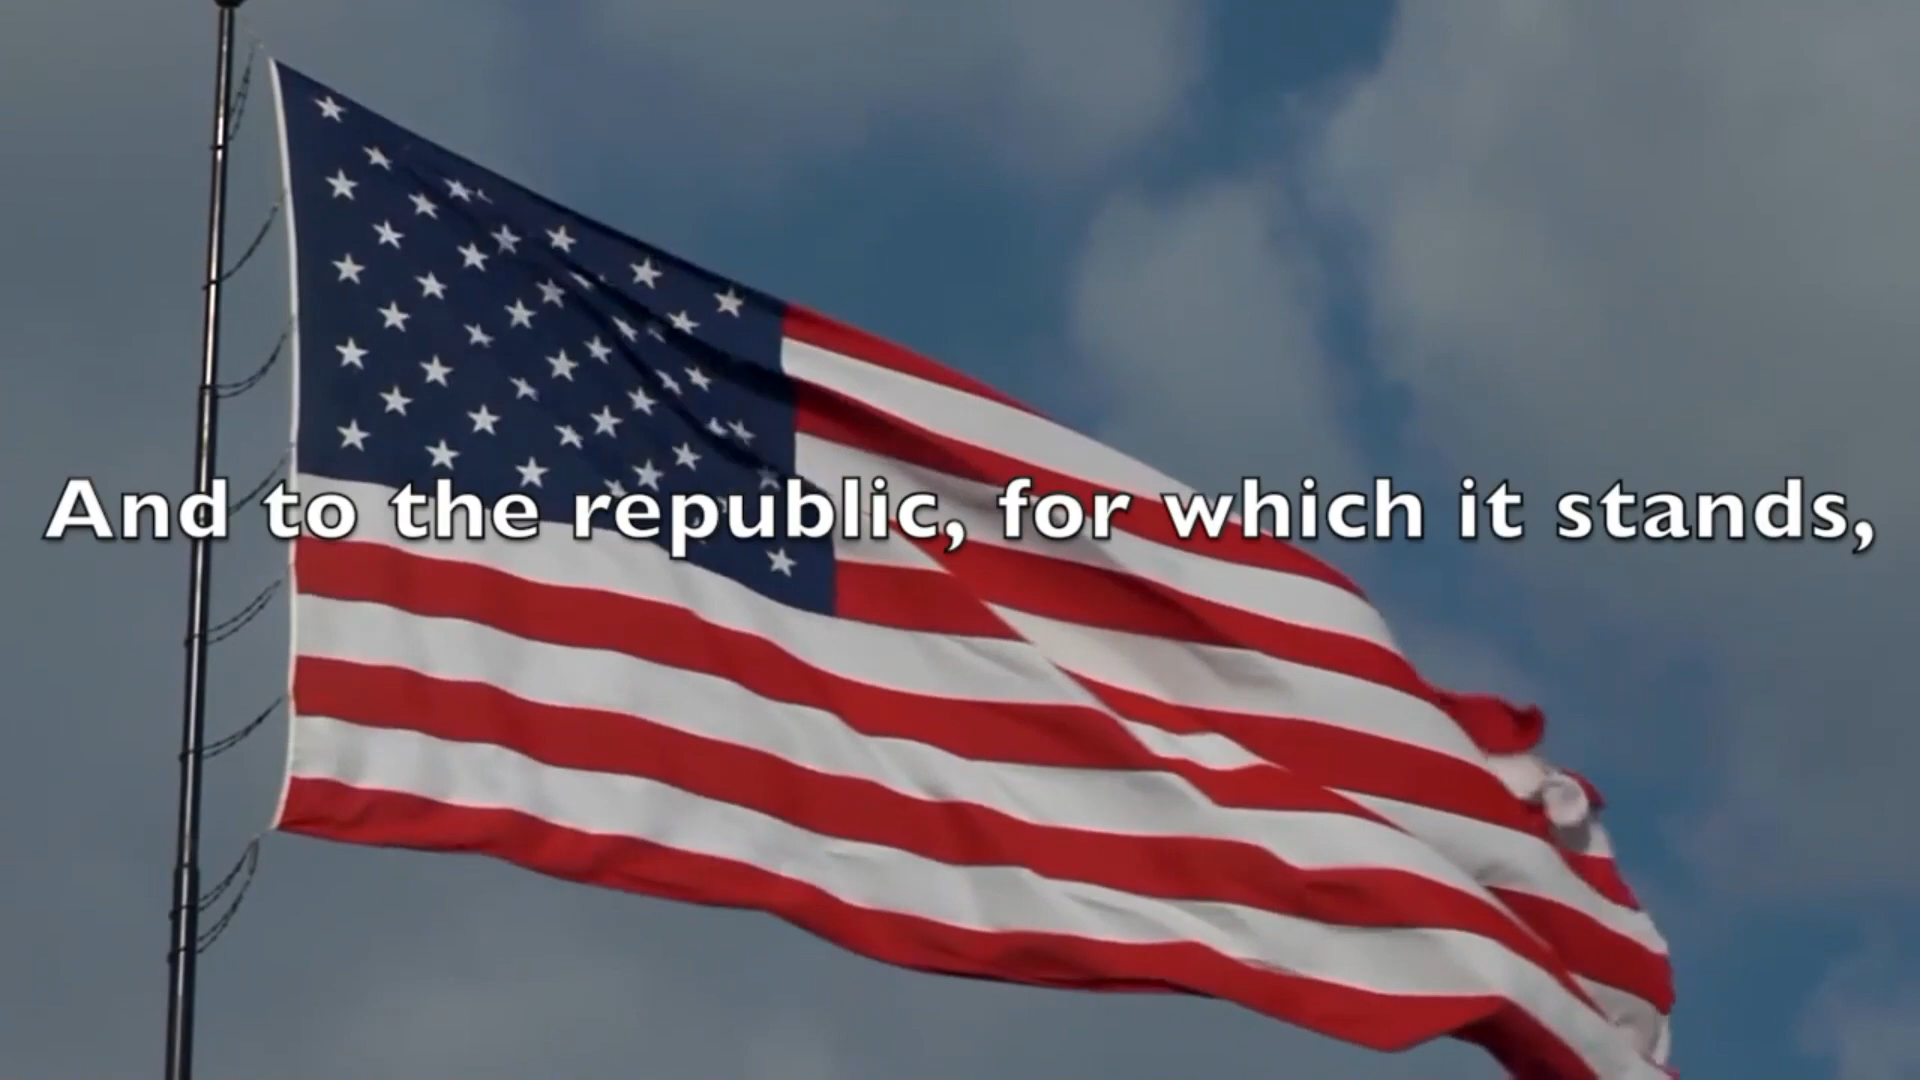 And to the republic, for which it stands,